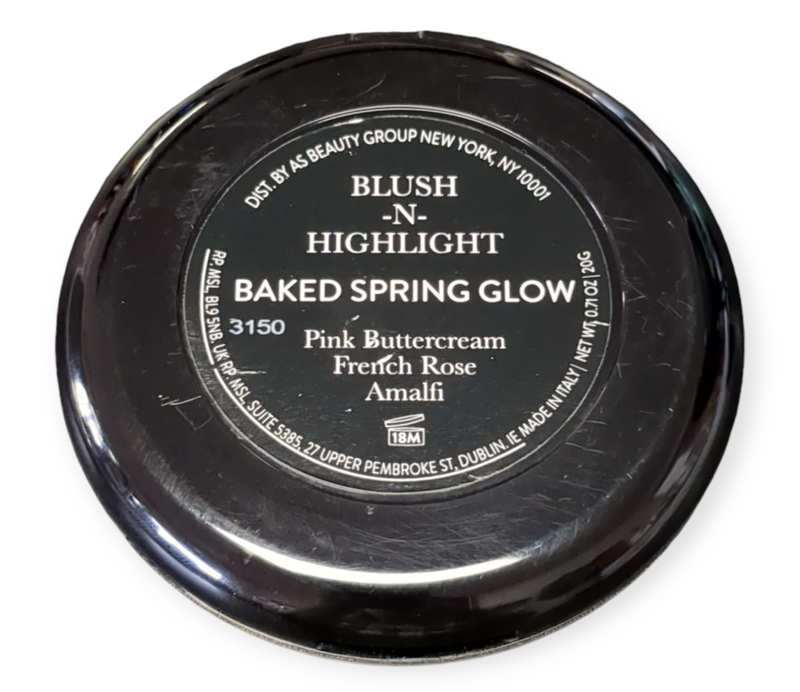 DIST. BY AS BEAUTY GROUP NEW YORK, NY 10001
BLUSH
-N-
HIGHLIGHT
BAKED SPRING GLOW
3150
Pink Buttercream
French Rose
Amalfi
18M
RP. MSL, BL9 5NB, UK RP. MSL, SUITE 5385, 27 UPPER PEMBROKE ST, DUBLIN. IE MADE IN ITALY | NET WT. 0.71 OZ | 20G